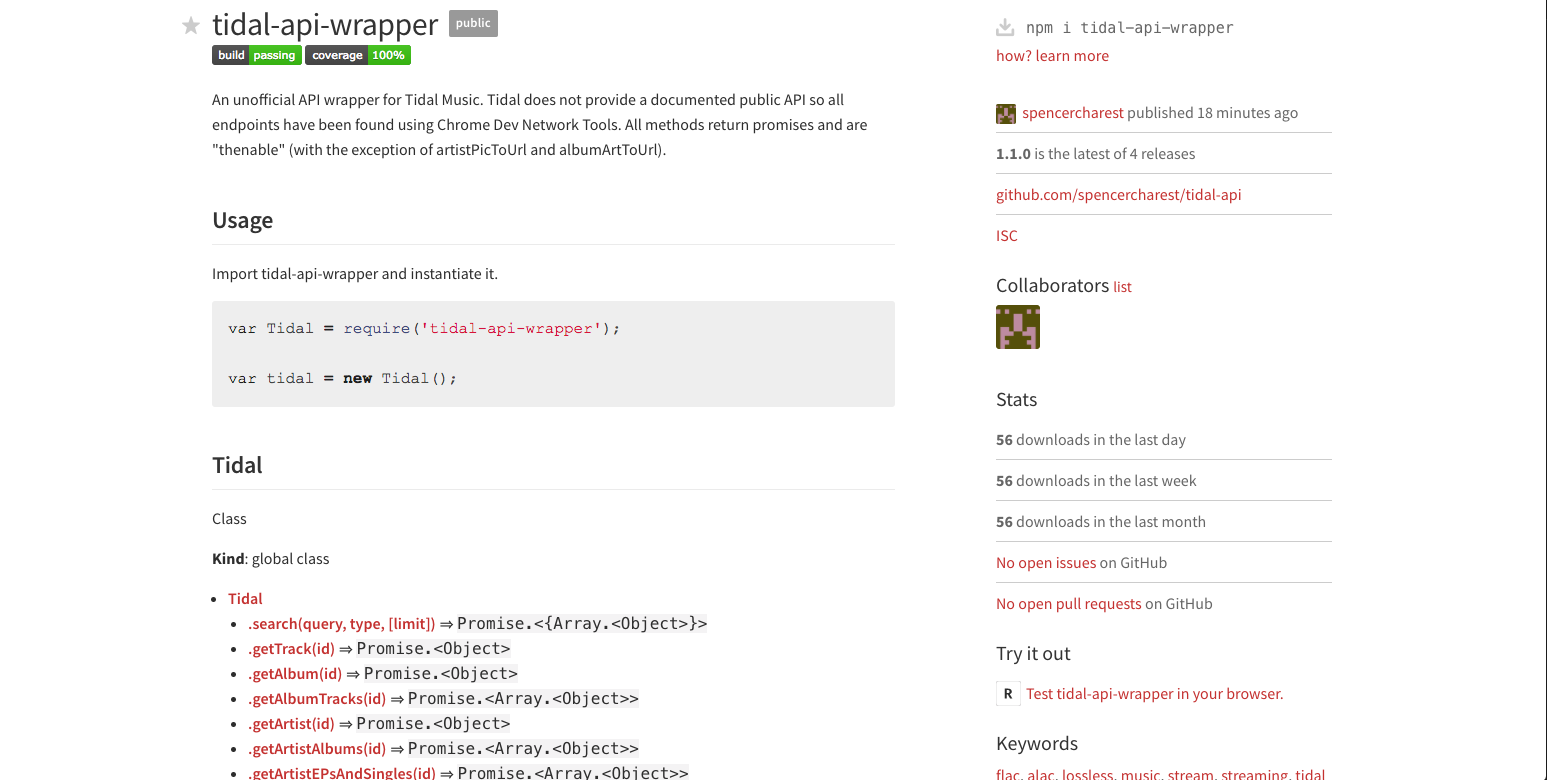 tidal-api-wrapper public
build passing coverage 100%
An unofficial API wrapper for Tidal Music. Tidal does not provide a documented public API so all
endpoints have been found using Chrome Dev Network Tools. All methods return promises and are
"thenable" (with the exception of artistPicToUrl and albumArtToUrl).
Usage
Import tidal-api-wrapper and instantiate it.
var Tidal = require('tidal-api-wrapper');
var tidal = new Tidal();
Tidal
Class
Kind: global class
• Tidal
• .search(query, type, [limit]) ⇒ Promise.<{Array.<Object>}>
• .getTrack(id) ⇒ Promise.<Object>
• .getAlbum(id) ⇒ Promise.<Object>
• .getAlbumTracks(id) ⇒ Promise.<Array.<Object>>
• .getArtist(id) ⇒ Promise.<Object>
• .getArtistAlbums(id) ⇒ Promise.<Array.<Object>>
• .getArtistEPsAndSingles(id) ⇒ Promise.<Array.<Object>>
npm i tidal-api-wrapper
how? learn more
spencercharest published 18 minutes ago
1.1.0 is the latest of 4 releases
github.com/spencercharest/tidal-api
ISC
Collaborators list
Stats
56 downloads in the last day
56 downloads in the last week
56 downloads in the last month
No open issues on GitHub
No open pull requests on GitHub
Try it out
R Test tidal-api-wrapper in your browser.
Keywords
flac, alac, lossless, music, stream, streaming, tidal